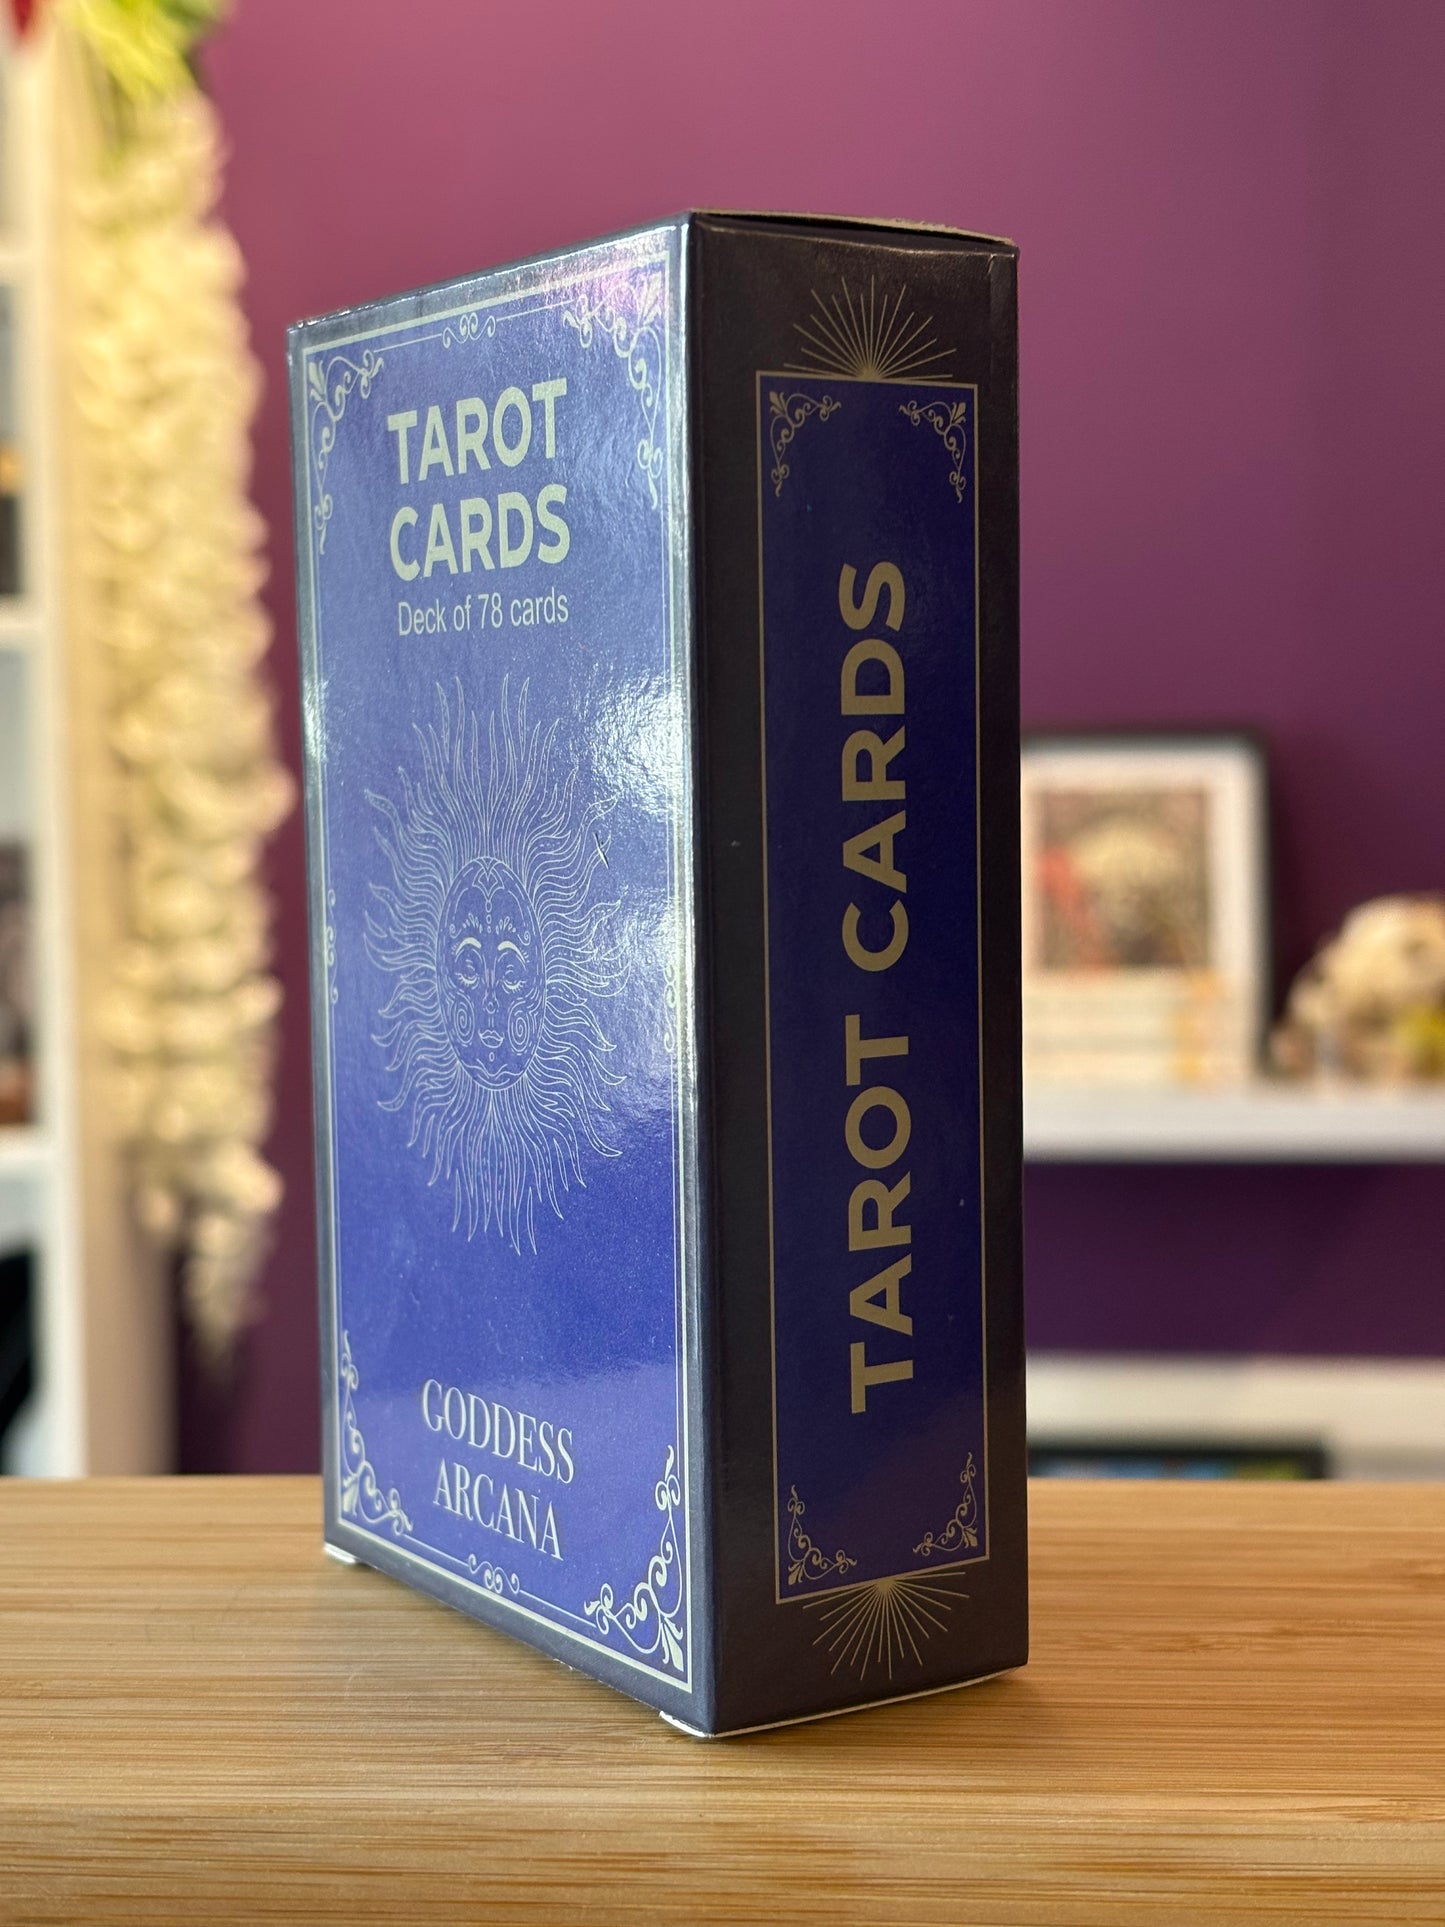 TAROT
CARDS
Deck of 78 cards
GODDESS
ARCANA
TAROT CARDS